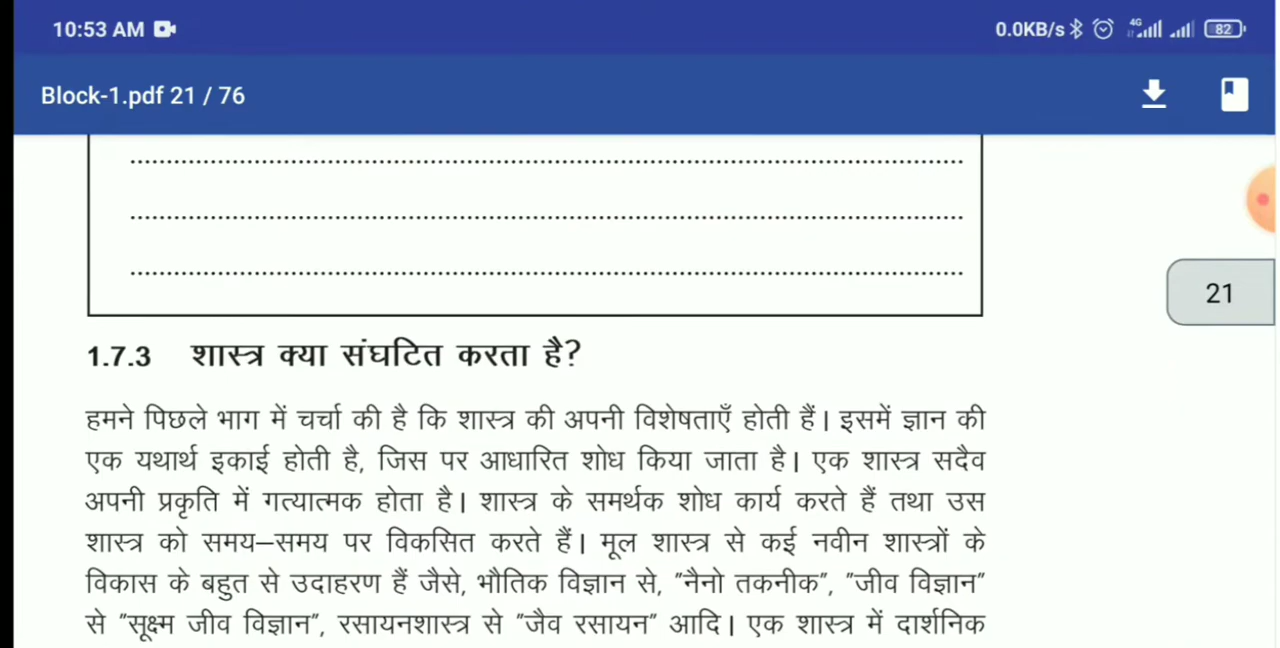 10:53 AM
0.0KB/s 4G 82
Block-1.pdf 21 / 76
21
1.7.3 शास्त्र क्या संघटित करता है?
हमने पिछले भाग में चर्चा की है कि शास्त्र की अपनी विशेषताएँ होती हैं। इसमें ज्ञान की
एक यथार्थ इकाई होती है, जिस पर आधारित शोध किया जाता है। एक शास्त्र सदैव
अपनी प्रकृति में गत्यात्मक होता है। शास्त्र के समर्थक शोध कार्य करते हैं तथा उस
शास्त्र को समय–समय पर विकसित करते हैं। मूल शास्त्र से कई नवीन शास्त्रों के
विकास के बहुत से उदाहरण हैं जैसे, भौतिक विज्ञान से, "नैनो तकनीक", "जीव विज्ञान"
से "सूक्ष्म जीव विज्ञान", रसायनशास्त्र से "जैव रसायन" आदि। एक शास्त्र में दार्शनिक